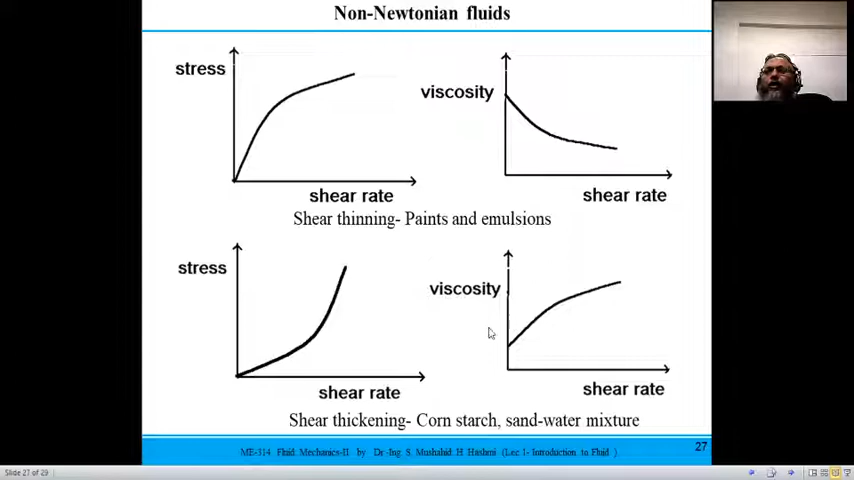 Non-Newtonian fluids
stress
viscosity
shear rate
shear rate
Shear thinning- Paints and emulsions
stress
viscosity
shear rate
shear rate
Shear thickening- Corn starch, sand-water mixture
ME-314 Fluid Mechanics-II by Dr-Ing. S. Mushahid H Hashmi (Lec 1- Introduction to Fluid ).
27
Slide 27 of 29